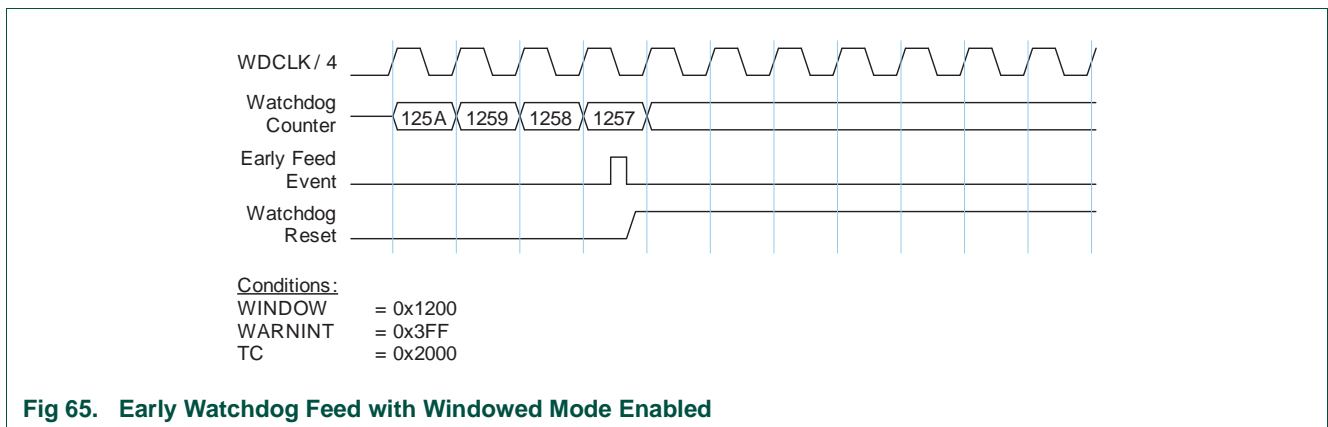 WDCLK / 4
Watchdog
Counter
125A 1259 1258 1257
Early Feed
Event
Watchdog
Reset
Conditions:
WINDOW = 0x1200
WARNINT = 0x3FF
TC = 0x2000
Fig 65. Early Watchdog Feed with Windowed Mode Enabled